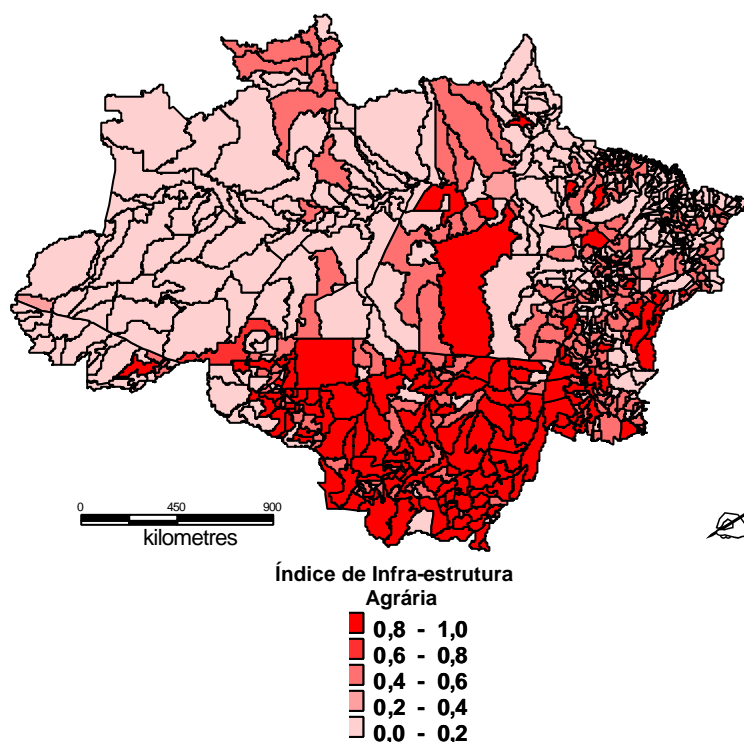 0 450 900
kilometres
Índice de Infra-estrutura
Agrária
0,8 - 1,0
0,6 - 0,8
0,4 - 0,6
0,2 - 0,4
0,0 - 0,2